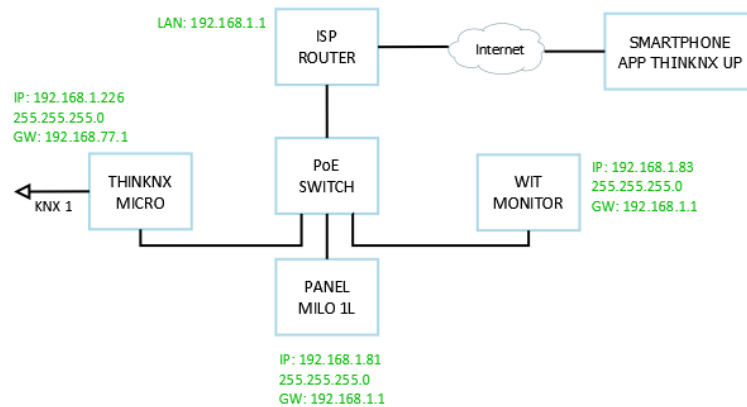 LAN: 192.168.1.1
ISP
ROUTER
Internet
SMARTPHONE
APP THINKNX UP
IP: 192.168.1.226
255.255.255.0
GW: 192.168.77.1
THINKNX
MICRO
KNX 1
PoE
SWITCH
WIT
MONITOR
IP: 192.168.1.83
255.255.255.0
GW: 192.168.1.1
PANEL
MILO 1L
IP: 192.168.1.81
255.255.255.0
GW: 192.168.1.1